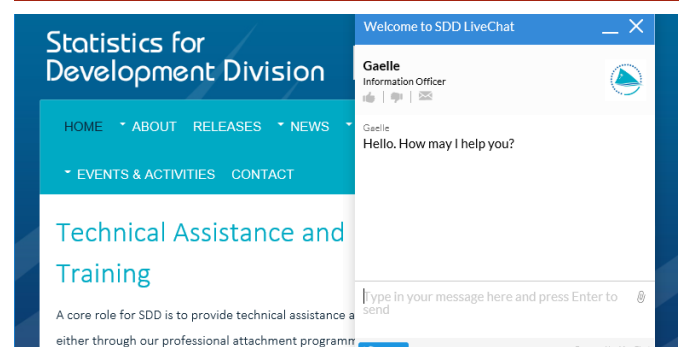 Statistics for
Development Division
HOME ABOUT RELEASES NEWS
EVENTS & ACTIVITIES CONTACT
Technical Assistance and
Training
A core role for SDD is to provide technical assistance a
either through our professional attachment programm
Welcome to SDD LiveChat
Gaelle
Information Officer
Gaelle
Hello. How may I help you?
Type in your message here and press Enter to
send